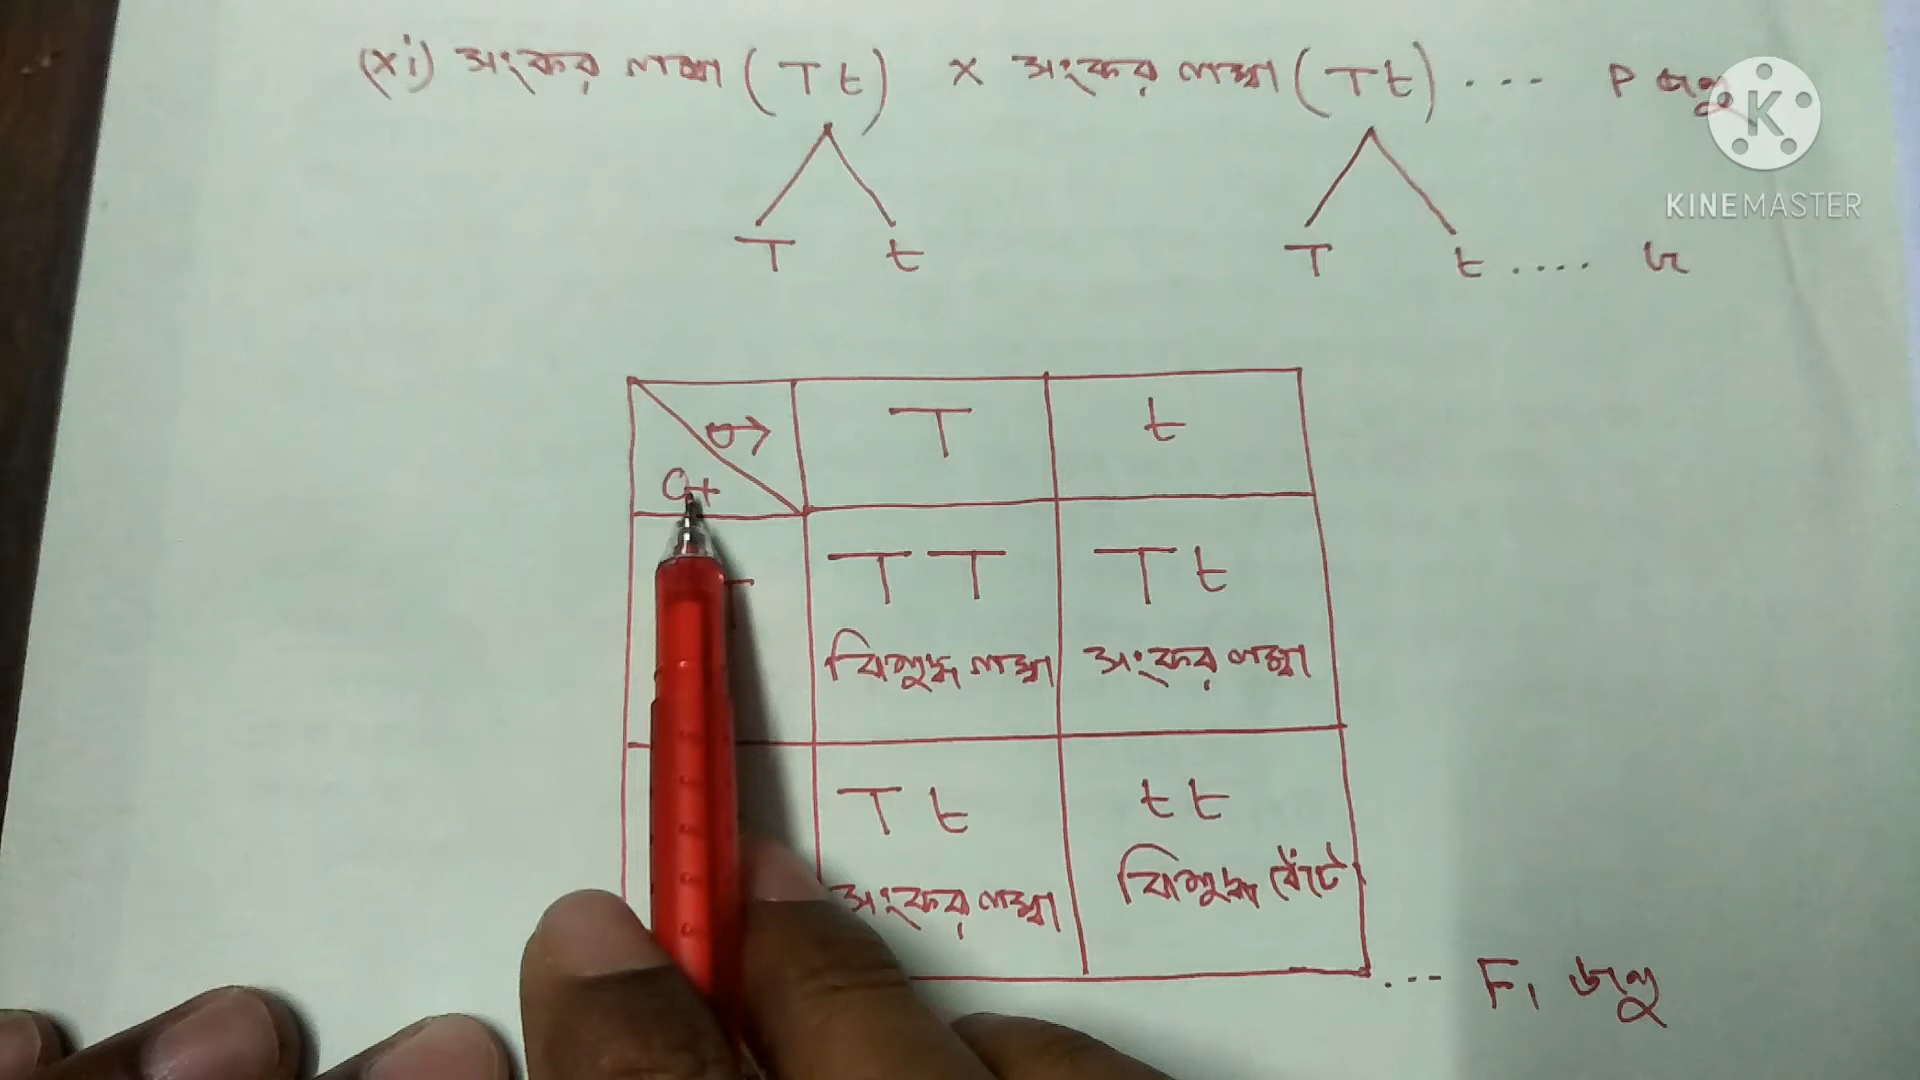 (xi) সংকর লম্বা (Tt) × সংকর লম্বা (Tt) ... P জনু
T t T t ....
♂ T t
♀
TT Tt
বিশুদ্ধ লম্বা সংকর লম্বা
Tt tt
সংকর লম্বা বিশুদ্ধ বেঁটে
... F₁ জনু
K
KINEMASTER